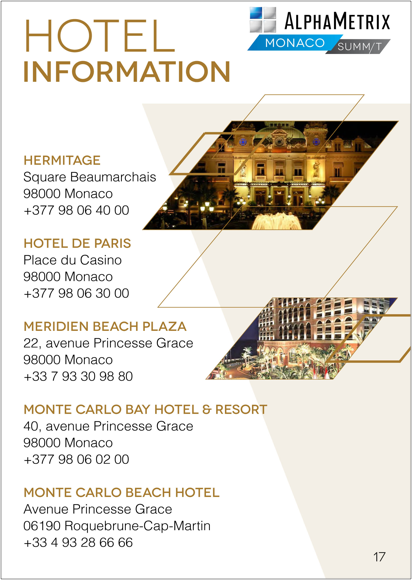 HOTEL
INFORMATION
ALPHAMETRIX
MONACO SUMM/T
HERMITAGE
Square Beaumarchais
98000 Monaco
+377 98 06 40 00
HOTEL DE PARIS
Place du Casino
98000 Monaco
+377 98 06 30 00
MERIDIEN BEACH PLAZA
22, avenue Princesse Grace
98000 Monaco
+33 7 93 30 98 80
MONTE CARLO BAY HOTEL & RESORT
40, avenue Princesse Grace
98000 Monaco
+377 98 06 02 00
MONTE CARLO BEACH HOTEL
Avenue Princesse Grace
06190 Roquebrune-Cap-Martin
+33 4 93 28 66 66
17